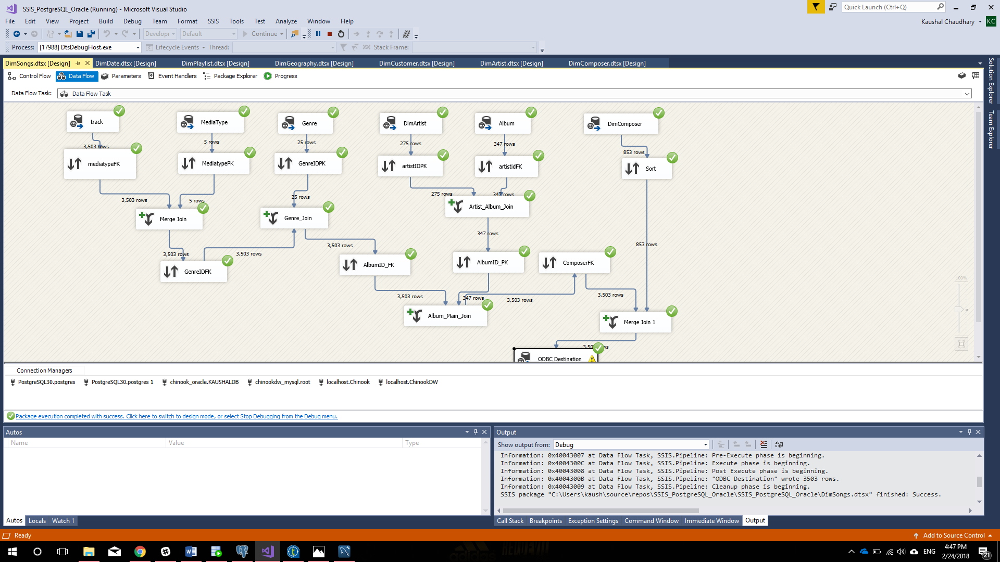 SSIS_PostgreSQL_Oracle (Running) - Microsoft Visual Studio
Quick Launch (Ctrl+Q)
File Edit View Project Build Debug Team Format SSIS Tools Test Analyze Window Help
Kaushal Chaudhary KC
Develop Default Continue
Process: [17988] DtsDebugHost.exe Lifecycle Events Thread: Stack Frame:
DimSongs.dtsx [Design] DimDate.dtsx [Design] DimPlaylist.dtsx [Design] DimGeography.dtsx [Design] DimCustomer.dtsx [Design] DimArtist.dtsx [Design] DimComposer.dtsx [Design]
Solution Explorer
Team Explorer
Control Flow Data Flow Parameters Event Handlers Package Explorer Progress
Data Flow Task: Data Flow Task
track MediaType Genre DimArtist Album DimComposer
3,503 rows 5 rows 25 rows 275 rows 347 rows 853 rows
mediatypeFK MediatypePK GenreIDPK artistIDPK artistidFK Sort
3,503 rows 5 rows 25 rows 275 rows 347 rows
Merge Join Genre_Join Artist_Album_Join
347 rows
853 rows
3,503 rows 3,503 rows 3,503 rows
GenreIDFK AlbumID_FK AlbumID_PK ComposerFK
100%
3,503 rows 347 rows 3,503 rows 3,503 rows
Album_Main_Join Merge Join 1
ODBC Destination
Connection Managers
PostgreSQL30.postgres PostgreSQL30.postgres 1 chinook_oracle.KAUSHALDB chinookdw_mysql.root localhost.Chinook localhost.ChinookDW
Package execution completed with success. Click here to switch to design mode, or select Stop Debugging from the Debug menu.
Autos
Name Value Type
Autos Locals Watch 1
Output
Show output from: Debug
Information: 0x40043007 at Data Flow Task, SSIS.Pipeline: Pre-Execute phase is beginning.
Information: 0x4004300C at Data Flow Task, SSIS.Pipeline: Execute phase is beginning.
Information: 0x40043008 at Data Flow Task, SSIS.Pipeline: Post Execute phase is beginning.
Information: 0x4004300B at Data Flow Task, SSIS.Pipeline: "ODBC Destination" wrote 3503 rows.
Information: 0x40043009 at Data Flow Task, SSIS.Pipeline: Cleanup phase is beginning.
SSIS package "C:\Users\kaush\source\repos\SSIS_PostgreSQL_Oracle\SSIS_PostgreSQL_Oracle\DimSongs.dtsx" finished: Success.
Call Stack Breakpoints Exception Settings Command Window Immediate Window Output
Ready
Add to Source Control
ENG
4:47 PM
2/24/2018
21